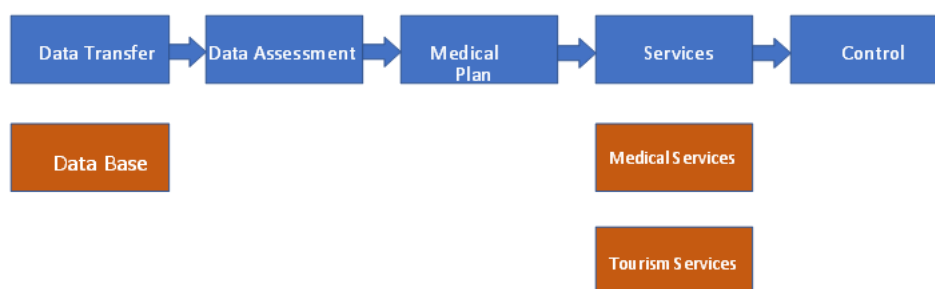 Data Transfer
Data Assessment
Medical
Plan
Services
Control
Data Base
Medical Services
Tourism Services